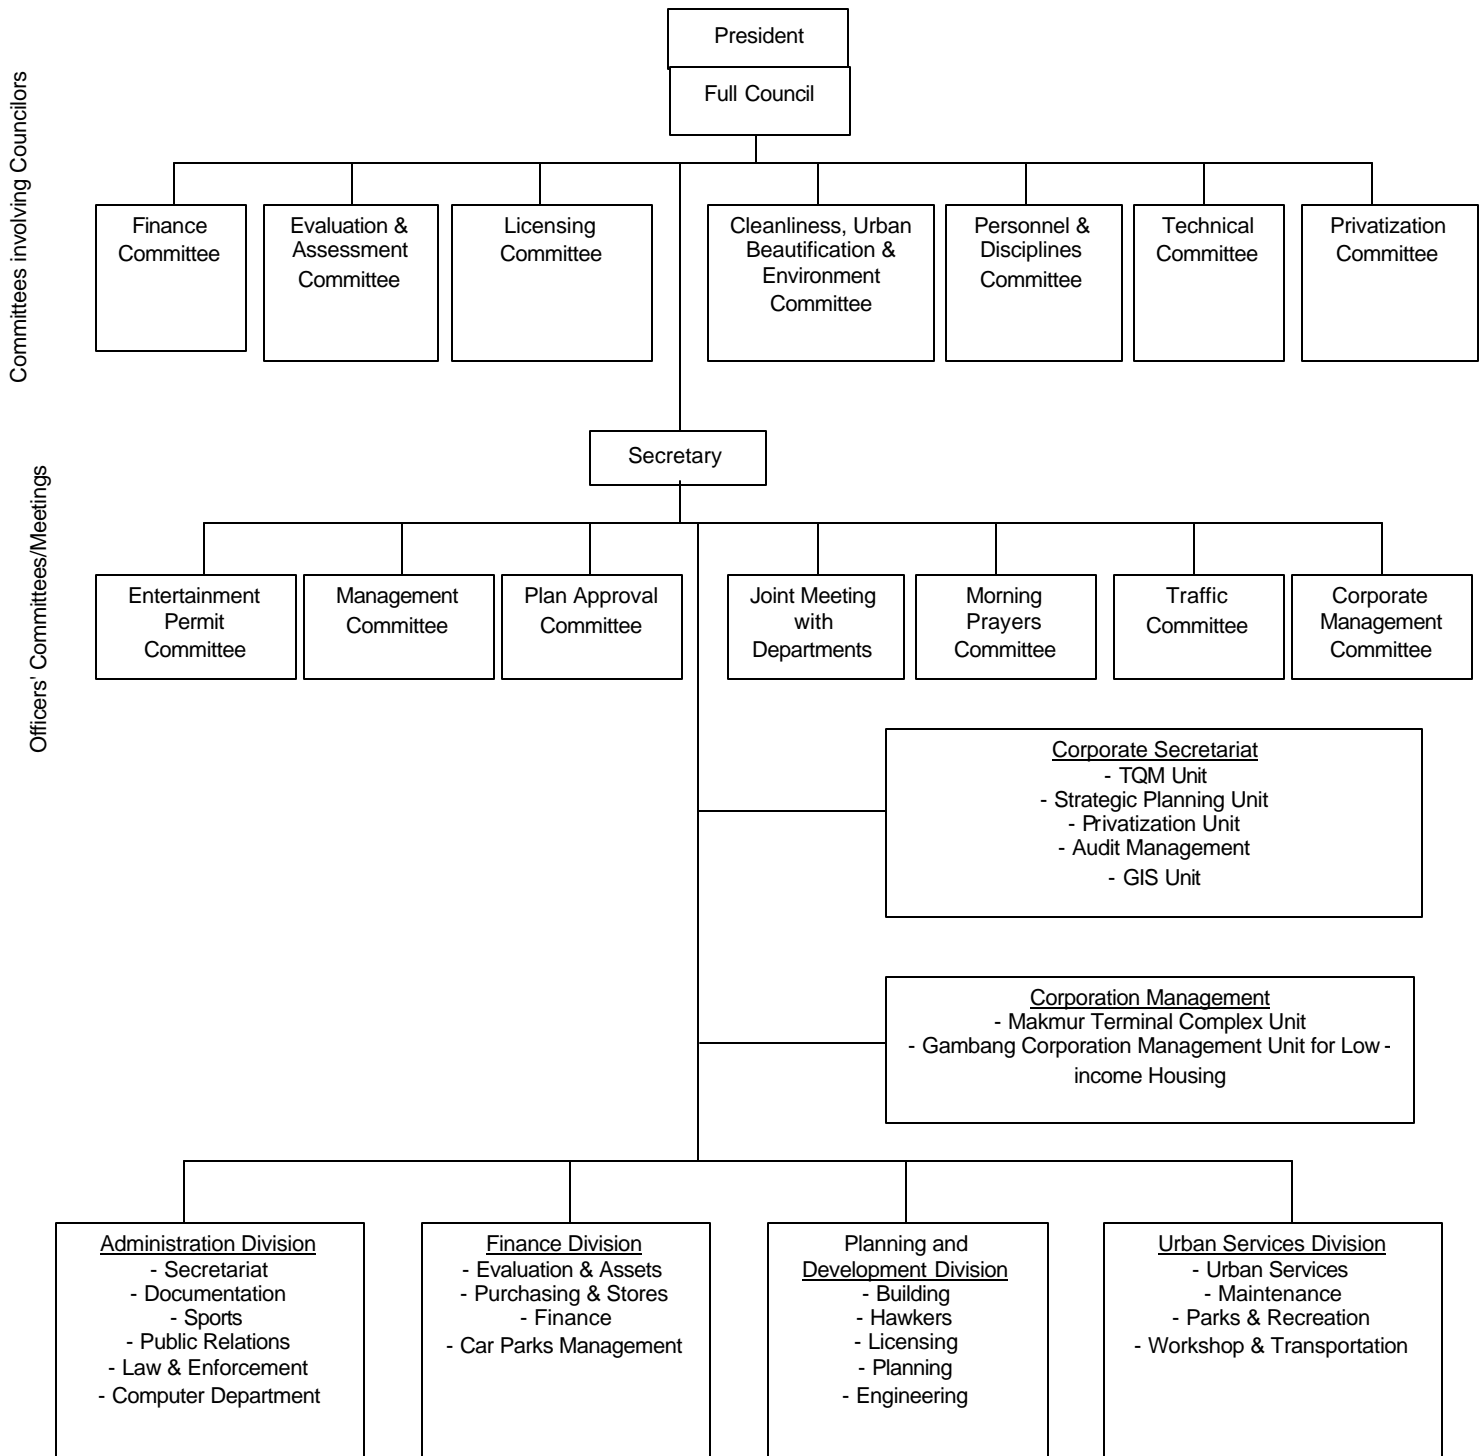 President
Full Council
Committees involving Councilors
Finance
Committee
Evaluation &
Assessment
Committee
Licensing
Committee
Cleanliness, Urban
Beautification &
Environment
Committee
Personnel &
Disciplines
Committee
Technical
Committee
Privatization
Committee
Secretary
Officers' Committees/Meetings
Entertainment
Permit
Committee
Management
Committee
Plan Approval
Committee
Joint Meeting
with
Departments
Morning
Prayers
Committee
Traffic
Committee
Corporate
Management
Committee
Corporate Secretariat
- TQM Unit
- Strategic Planning Unit
- Privatization Unit
- Audit Management
- GIS Unit
Corporation Management
- Makmur Terminal Complex Unit
- Gambang Corporation Management Unit for Low -
income Housing
Administration Division
- Secretariat
- Documentation
- Sports
- Public Relations
- Law & Enforcement
- Computer Department
Finance Division
- Evaluation & Assets
- Purchasing & Stores
- Finance
- Car Parks Management
Planning and
Development Division
- Building
- Hawkers
- Licensing
- Planning
- Engineering
Urban Services Division
- Urban Services
- Maintenance
- Parks & Recreation
- Workshop & Transportation